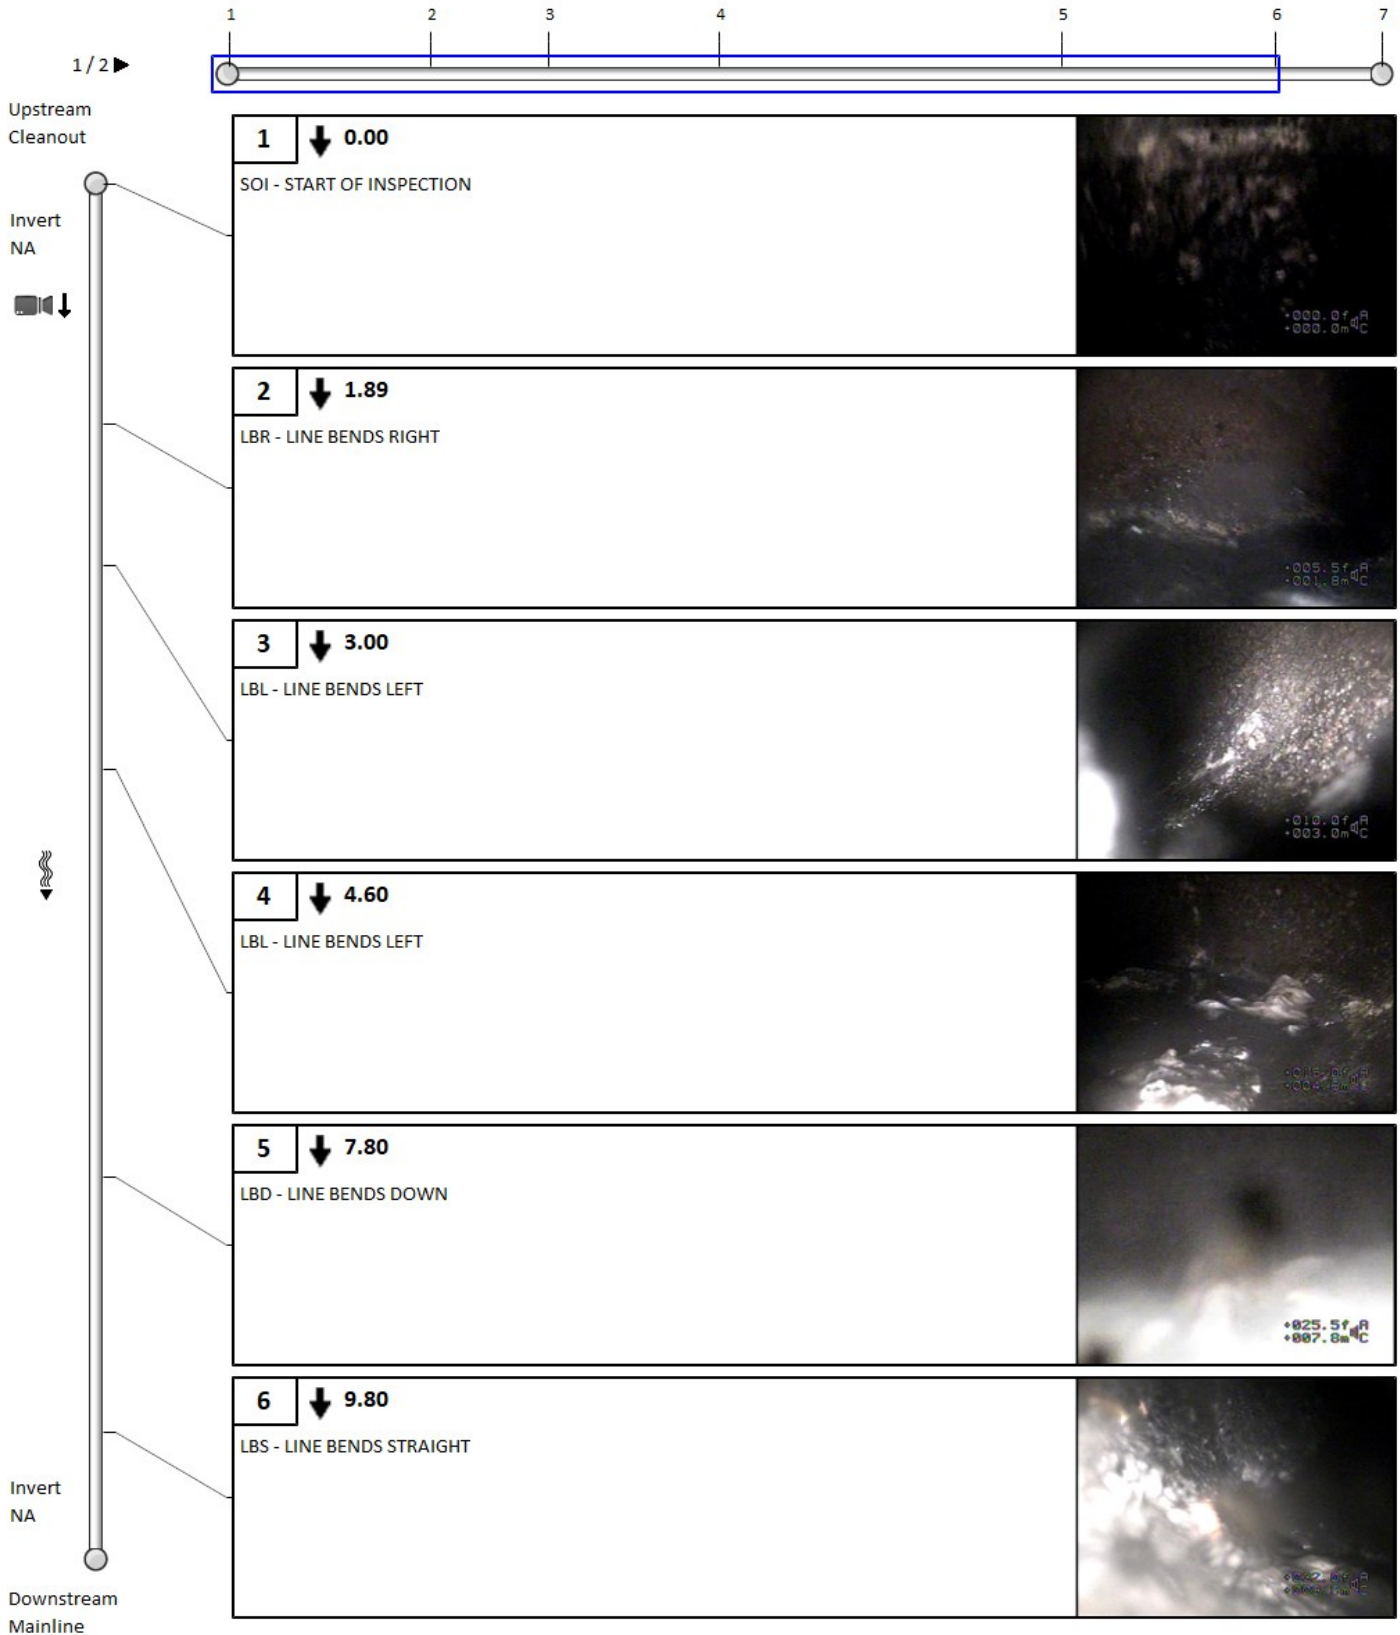 1 2 3 4 5 6 7
1 / 2
Upstream
Cleanout
Invert
NA
1 0.00
SOI - START OF INSPECTION
+000.0f A
+000.0m C
2 1.89
LBR - LINE BENDS RIGHT
+005.5f A
+001.8m C
3 3.00
LBL - LINE BENDS LEFT
+010.0f A
+003.0m C
4 4.60
LBL - LINE BENDS LEFT
5 7.80
LBD - LINE BENDS DOWN
+025.5f A
+007.8m C
6 9.80
LBS - LINE BENDS STRAIGHT
Invert
NA
Downstream
Mainline